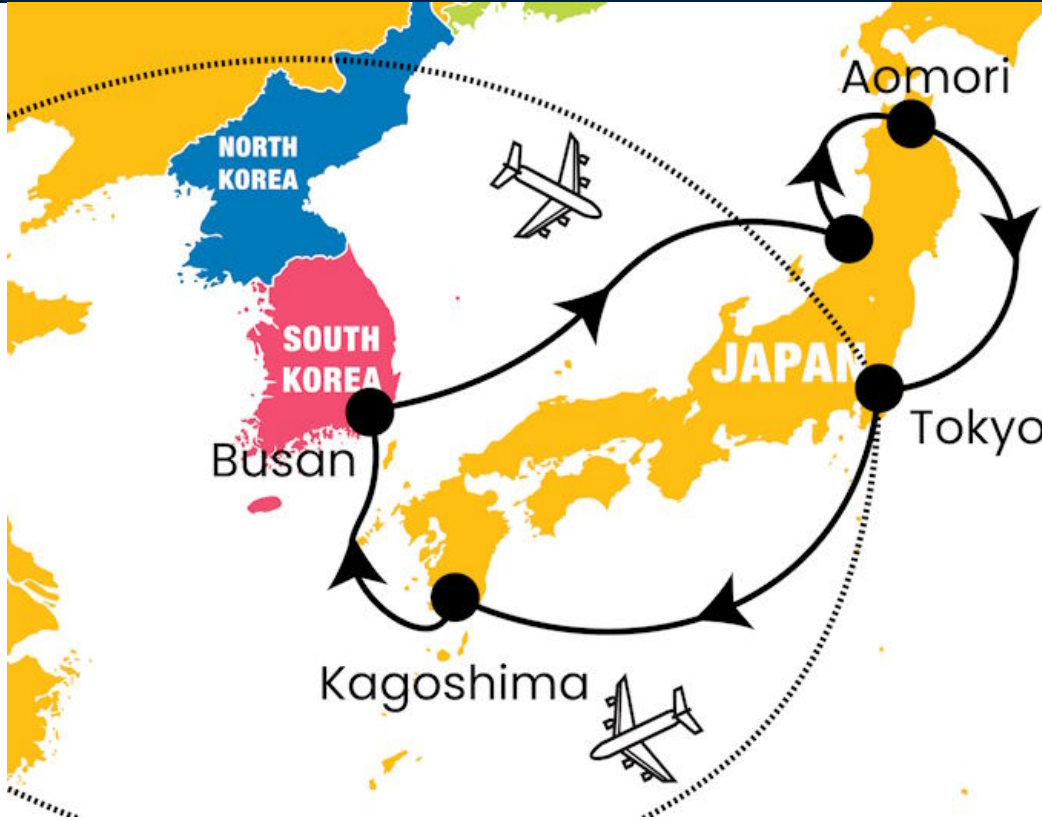 Aomori
NORTH
KOREA
SOUTH
KOREA
JAPAN
Tokyo
Busan
Kagoshima